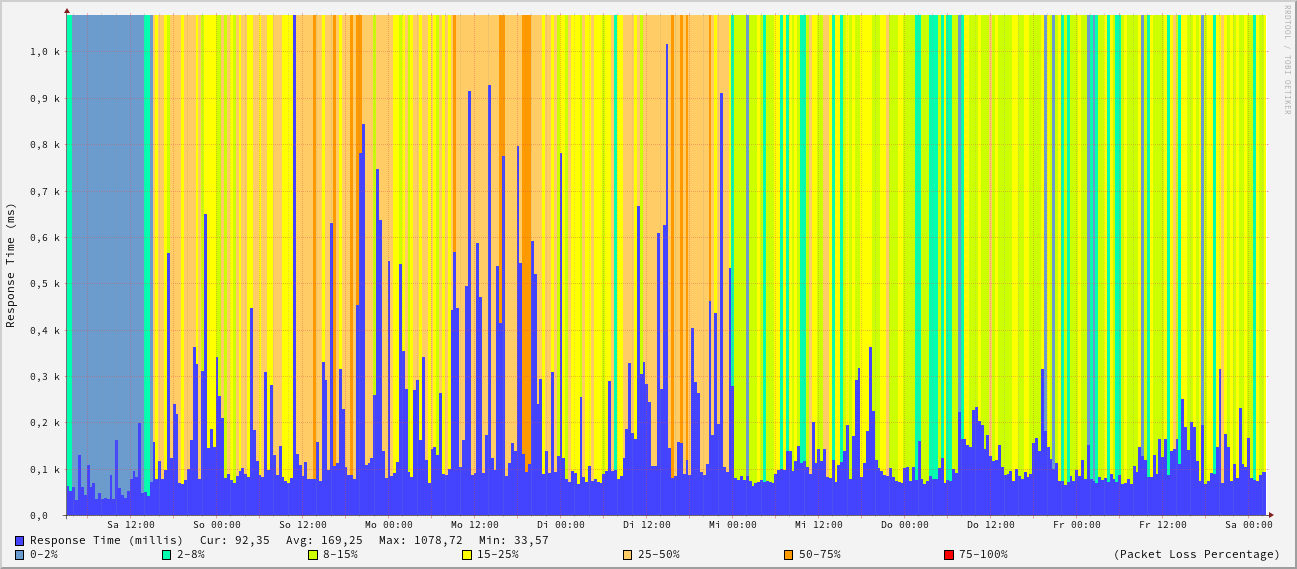 RRDTOOL / TOBI OETIKER
Response Time (ms)
1,0 k
0,9 k
0,8 k
0,7 k
0,6 k
0,5 k
0,4 k
0,3 k
0,2 k
0,1 k
0,0
Sa 12:00 So 00:00 So 12:00 Mo 00:00 Mo 12:00 Di 00:00 Di 12:00 Mi 00:00 Mi 12:00 Do 00:00 Do 12:00 Fr 00:00 Fr 12:00 Sa 00:00
Response Time (millis) Cur: 92,35 Avg: 169,25 Max: 1078,72 Min: 33,57
0-2% 2-8% 8-15% 15-25% 25-50% 50-75% 75-100% (Packet Loss Percentage)